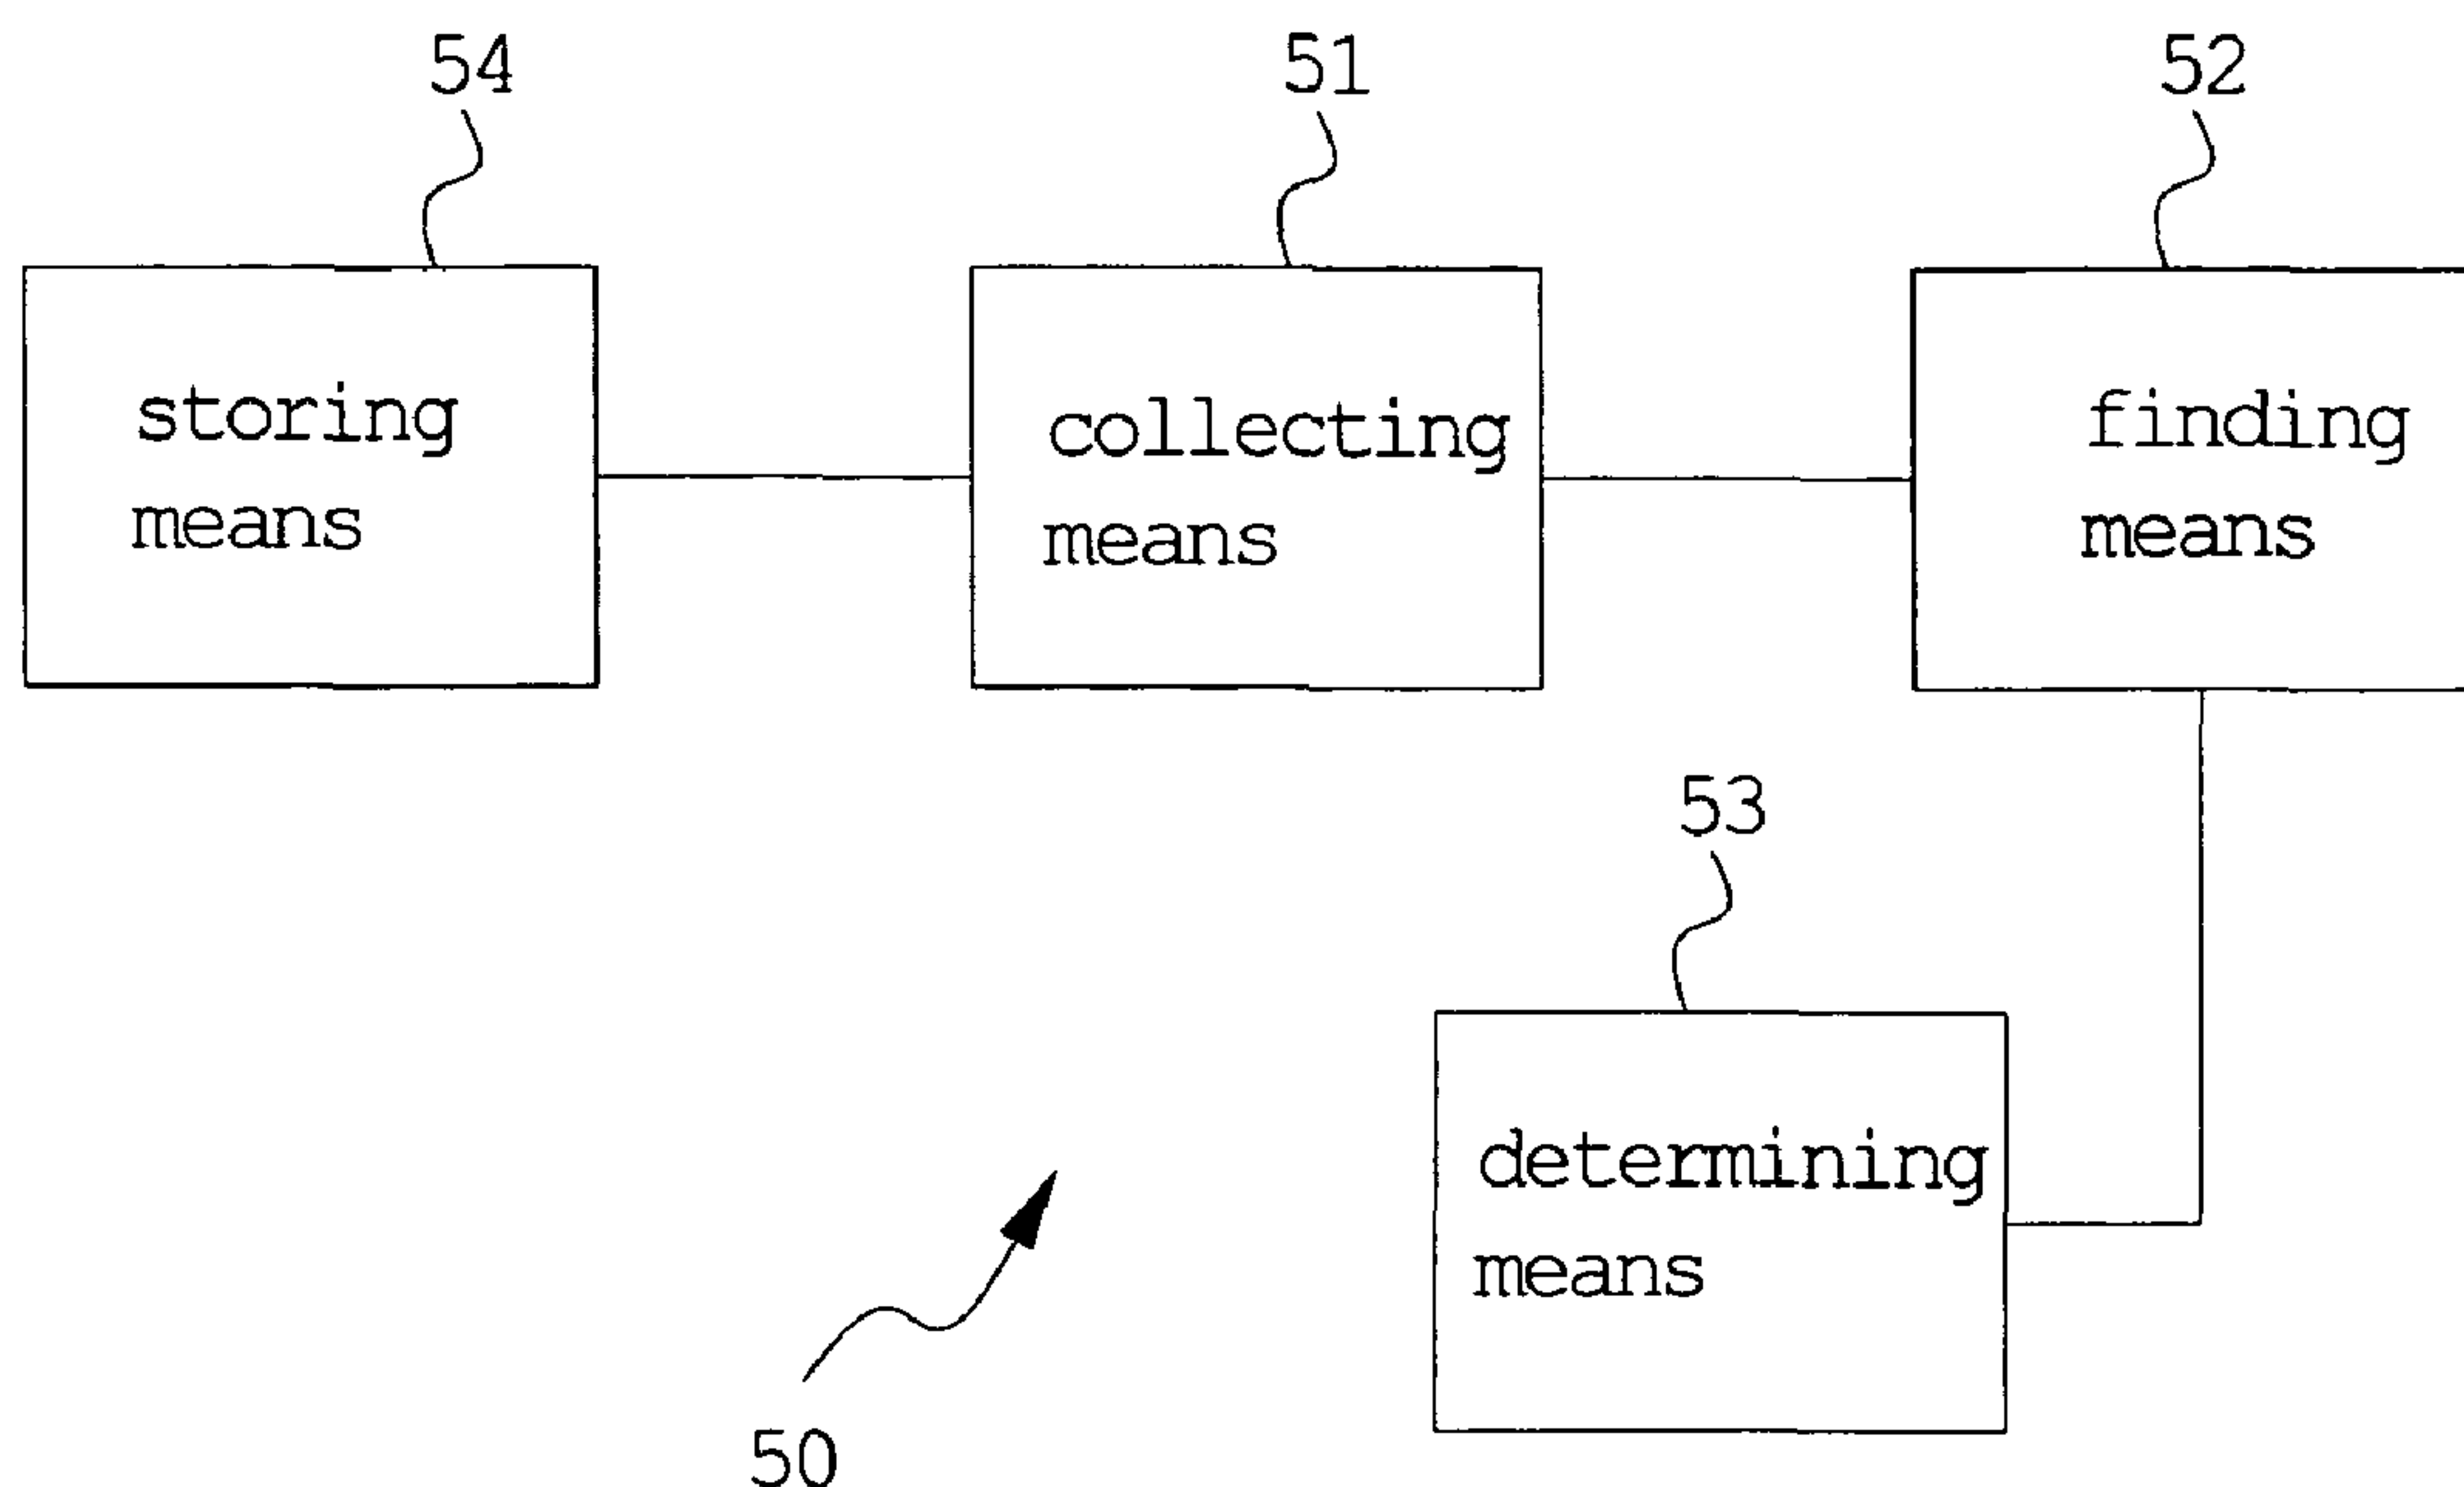 54
51
52
storing
means
collecting
means
finding
means
53
determining
means
50